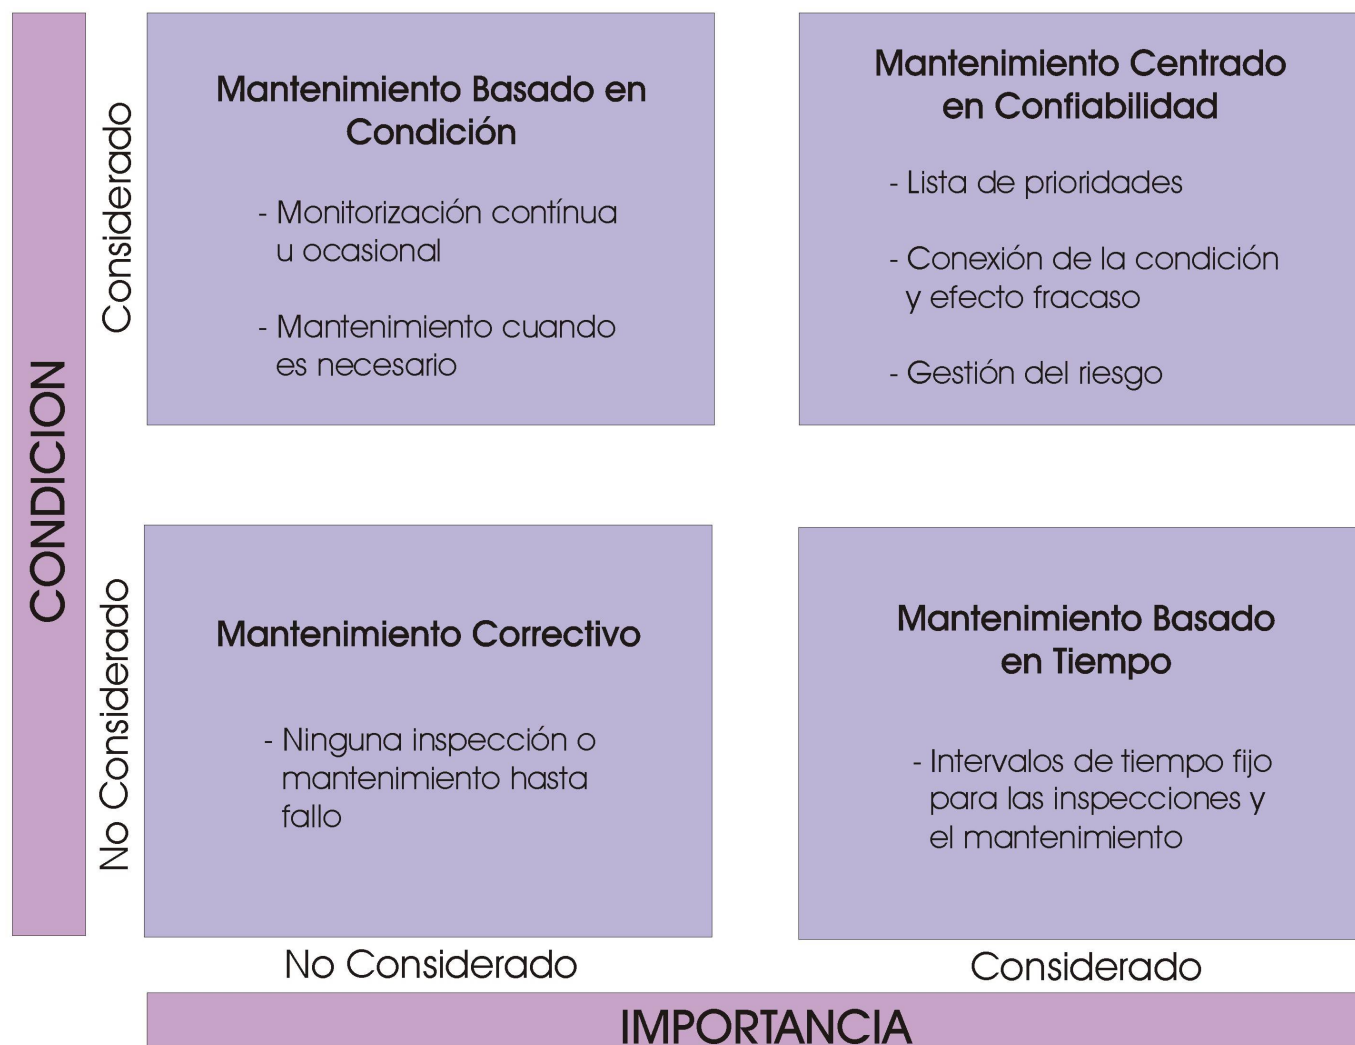 CONDICION
Considerado
Mantenimiento Basado en
Condición
- Monitorización contínua
u ocasional
- Mantenimiento cuando
es necesario
Mantenimiento Centrado
en Confiabilidad
- Lista de prioridades
- Conexión de la condición
y efecto fracaso
- Gestión del riesgo
No Considerado
Mantenimiento Correctivo
- Ninguna inspección o
mantenimiento hasta
fallo
Mantenimiento Basado
en Tiempo
- Intervalos de tiempo fijo
para las inspecciones y
el mantenimiento
No Considerado
Considerado
IMPORTANCIA